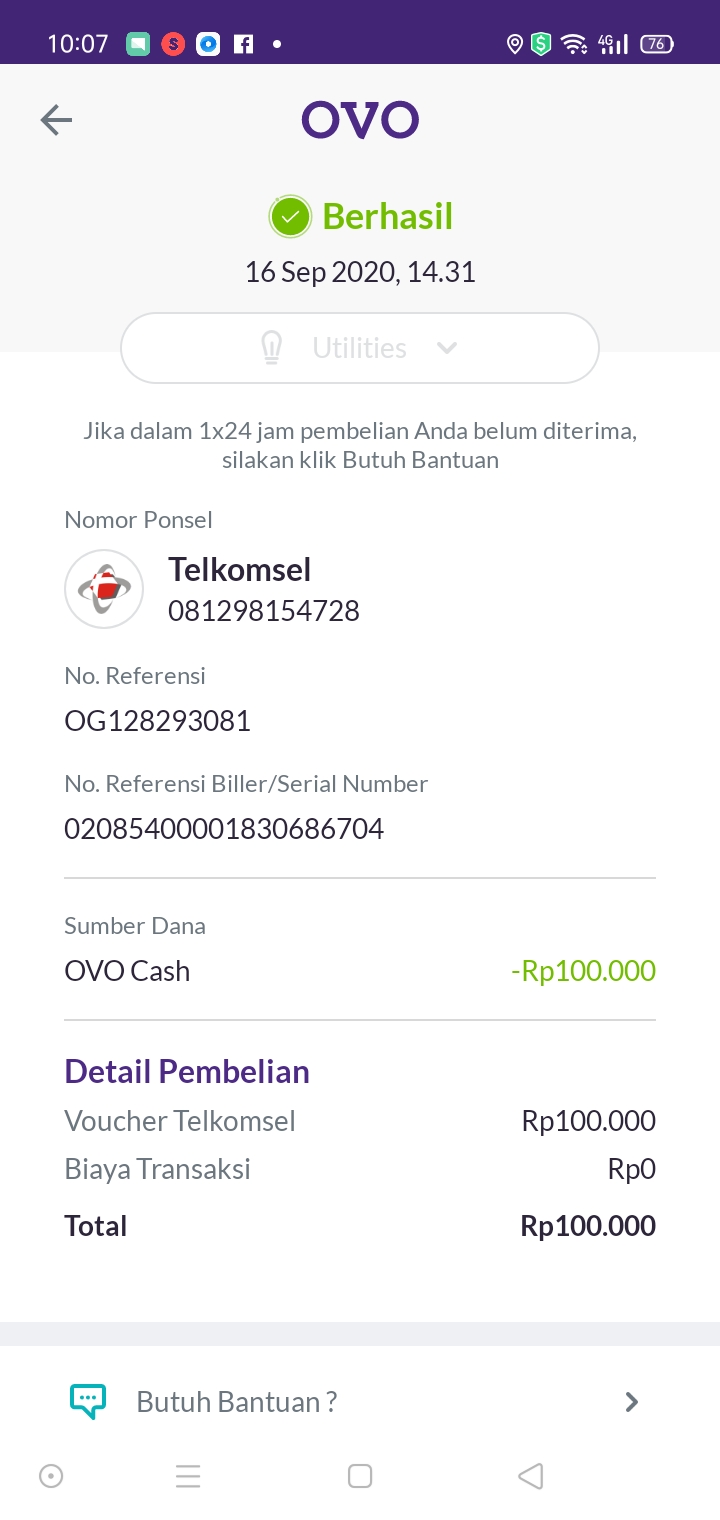 10:07
4G
76
OVO
Berhasil
16 Sep 2020, 14.31
Utilities
Jika dalam 1x24 jam pembelian Anda belum diterima,
silakan klik Butuh Bantuan
Nomor Ponsel
Telkomsel
081298154728
No. Referensi
OG128293081
No. Referensi Biller/Serial Number
02085400001830686704
Sumber Dana
OVO Cash -Rp100.000
Detail Pembelian
Voucher Telkomsel Rp100.000
Biaya Transaksi Rp0
Total Rp100.000
Butuh Bantuan ?